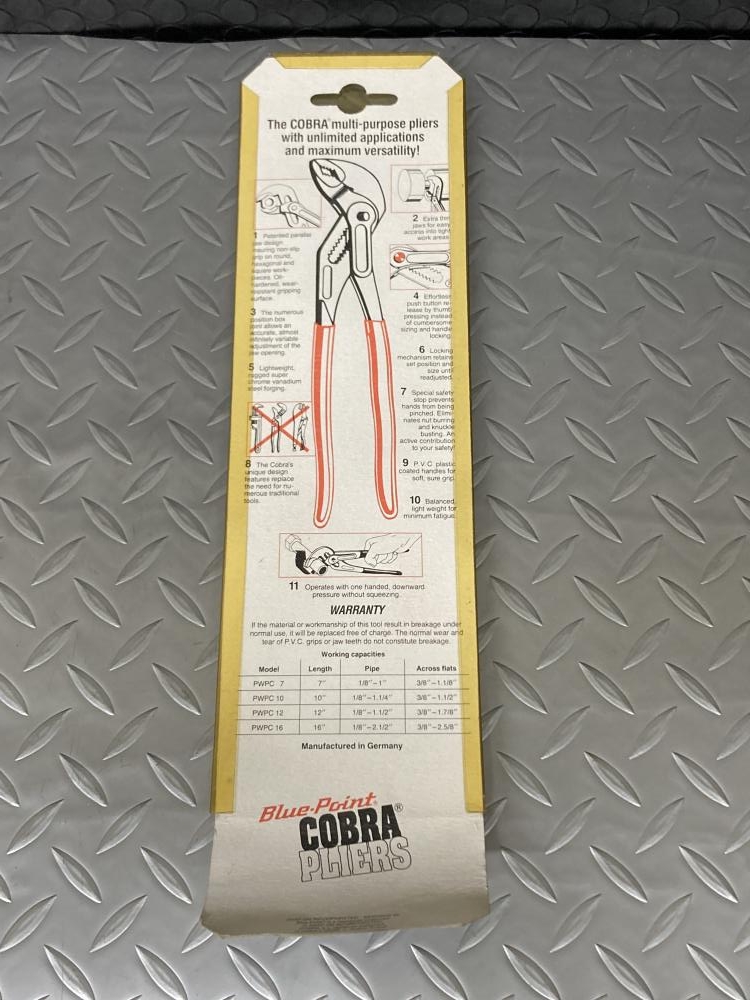 The COBRA® multi-purpose pliers
with unlimited applications
and maximum versatility!
1 Patented parallel
jaw design
ensuring non-slip
grip on round,
hexagonal and
square work-
pieces. Oil-
hardened, wear-
resistant gripping
surface.
2 Extra thin
jaws for easy
access into tight
work areas
3 The numerous
position box
joint allows an
accurate, almost
infinitely variable
adjustment of the
jaw opening.
4 Effortless
push button re-
lease by thumb
pressing instead
of cumbersome
sizing and handle
locking
5 Lightweight,
rugged super
chrome vanadium
steel forging.
6 Locking
mechanism retains
set position and
size until
readjusted.
7 Special safety
stop prevents
hands from being
pinched. Elimi-
nates nut burring
and knuckle
busting. An
active contribution
to your safety!
8 The Cobra's
unique design
features replace
the need for nu-
merous traditional
tools.
9 P.V.C. plastic
coated handles for
soft, sure grip.
10 Balanced,
light weight for
minimum fatigue.
11 Operates with one handed, downward
pressure without squeezing.
WARRANTY
If the material or workmanship of this tool result in breakage under
normal use, it will be replaced free of charge. The normal wear and
tear of P.V.C. grips or jaw teeth do not constitute breakage.
Working capacities
Model Length Pipe Across flats
PWPC 7 7" 1/8"–1" 3/8"–1.1/8"
PWPC 10 10" 1/8"–1.1/4" 3/8"–1.1/2"
PWPC 12 12" 1/8"–1.1/2" 3/8"–1.7/8"
PWPC 16 16" 1/8"–2.1/2" 3/8"–2.5/8"
Manufactured in Germany
Blue-Point®
COBRA®
PLIERS